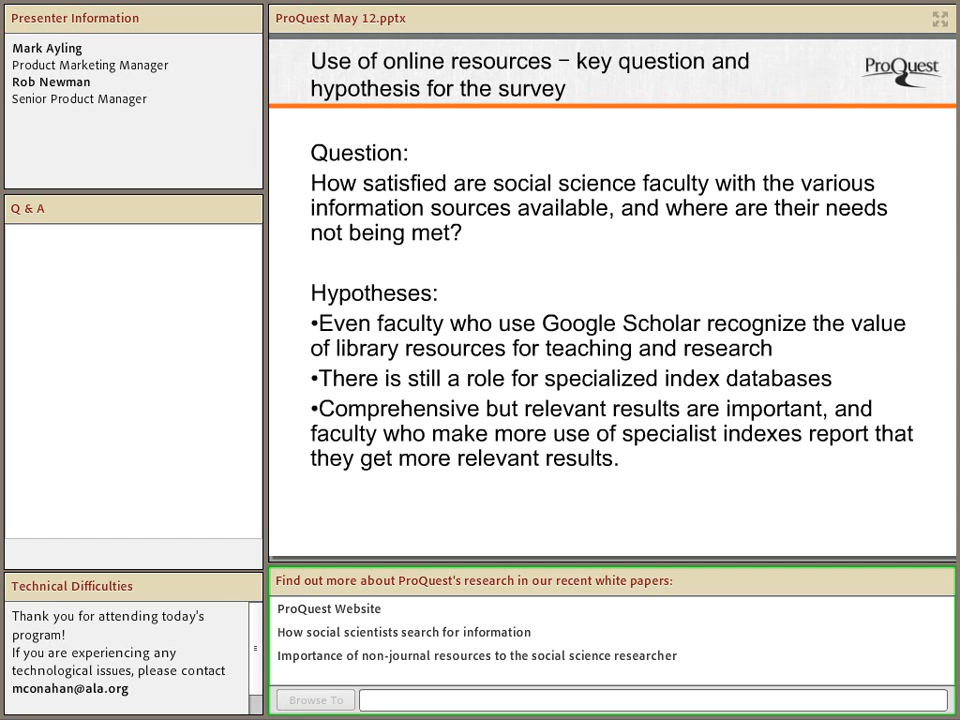 Presenter Information
Mark Ayling
Product Marketing Manager
Rob Newman
Senior Product Manager
Q & A
Technical Difficulties
Thank you for attending today's
program!
If you are experiencing any
technological issues, please contact
mconahan@ala.org
ProQuest May 12.pptx
Use of online resources – key question and
hypothesis for the survey
ProQuest
Question:
How satisfied are social science faculty with the various
information sources available, and where are their needs
not being met?
Hypotheses:
•Even faculty who use Google Scholar recognize the value
of library resources for teaching and research
•There is still a role for specialized index databases
•Comprehensive but relevant results are important, and
faculty who make more use of specialist indexes report that
they get more relevant results.
Find out more about ProQuest's research in our recent white papers:
ProQuest Website
How social scientists search for information
Importance of non-journal resources to the social science researcher
Browse To